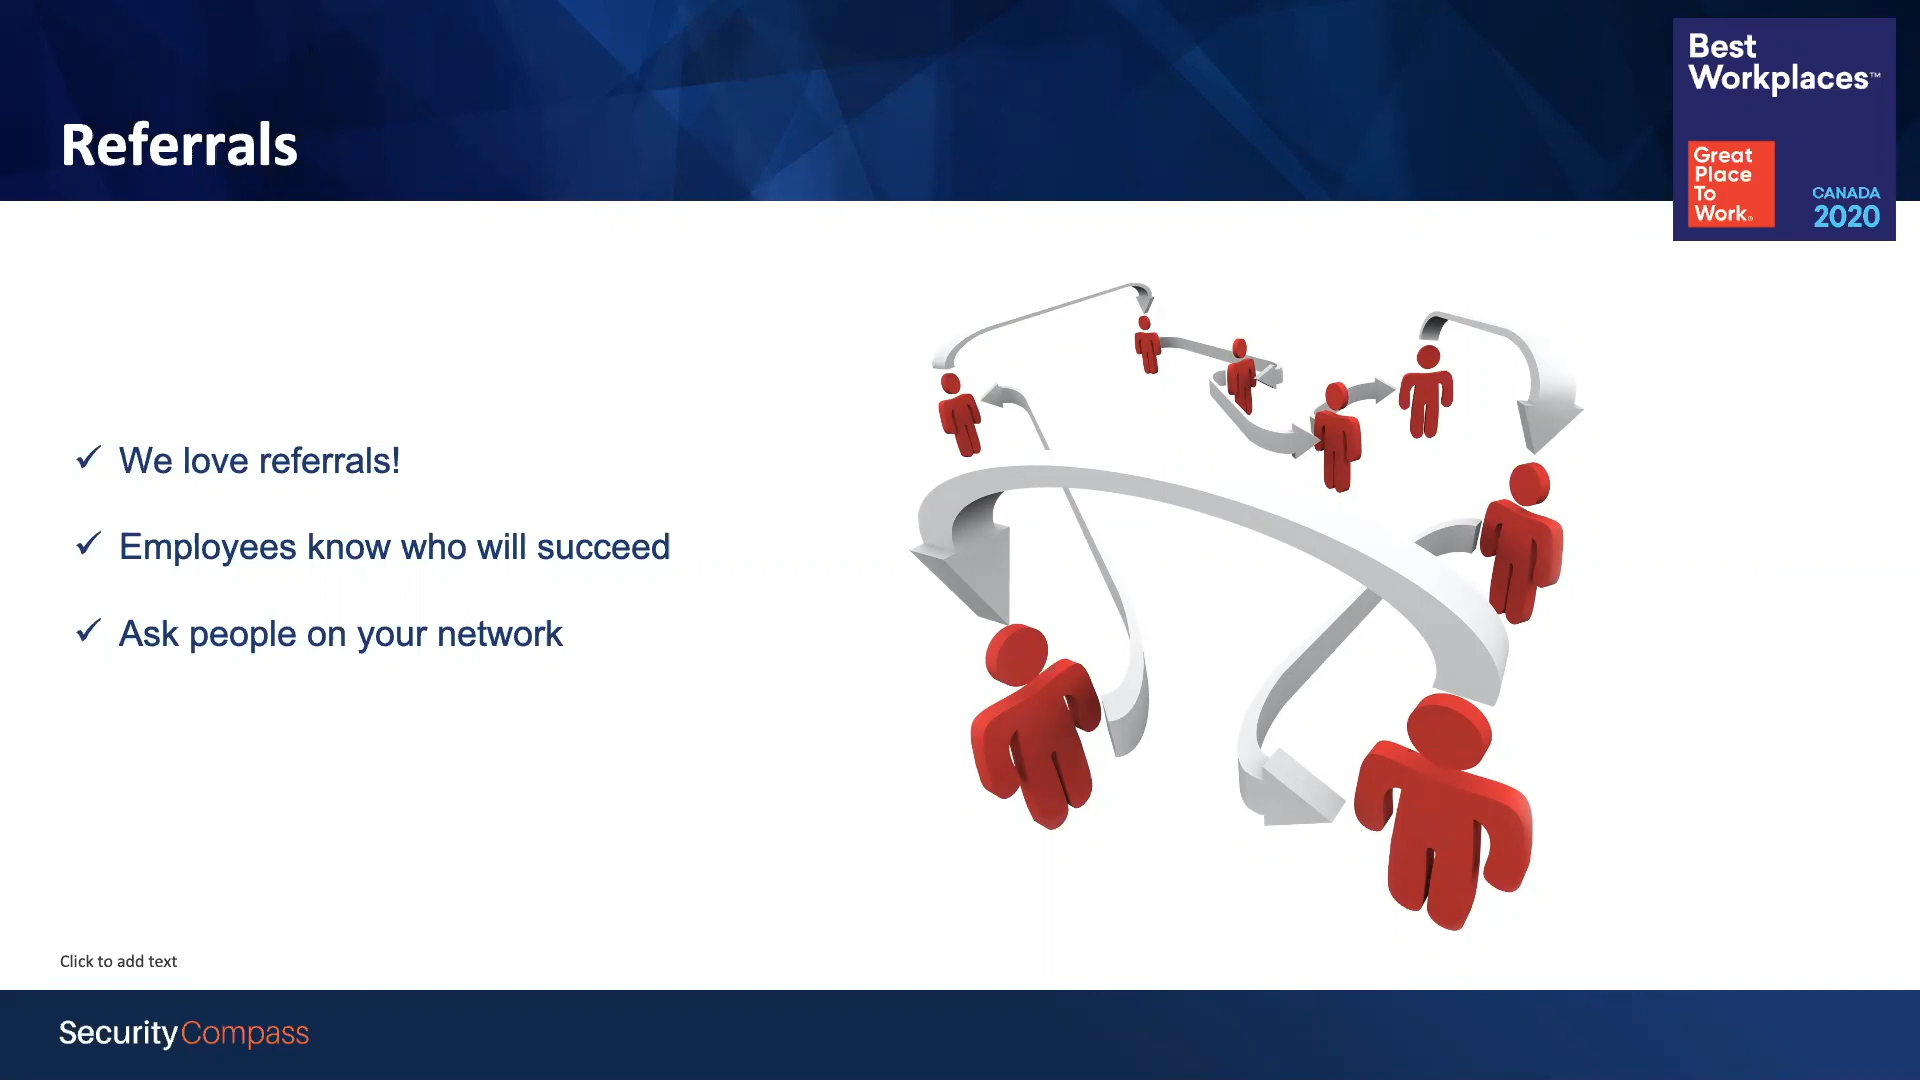 Best
Workplaces™
Referrals
Great
Place
To
Work®
CANADA
2020
✓ We love referrals!
✓ Employees know who will succeed
✓ Ask people on your network
Click to add text
SecurityCompass